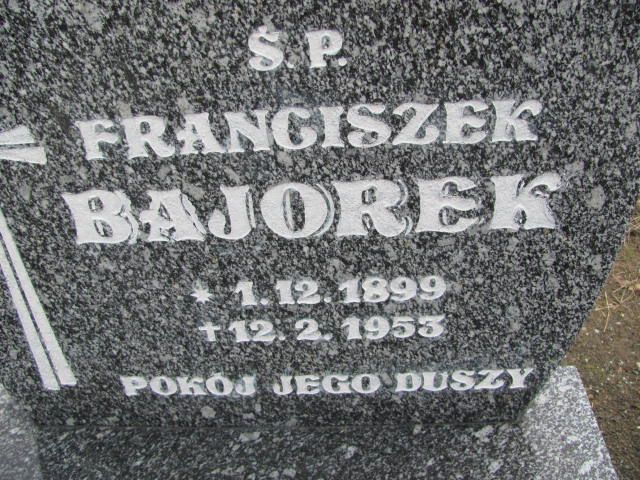 Ś.P.
FRANCISZEK
BAJOREK
* 1.12.1899
† 12.2.1953
POKÓJ JEGO DUSZY